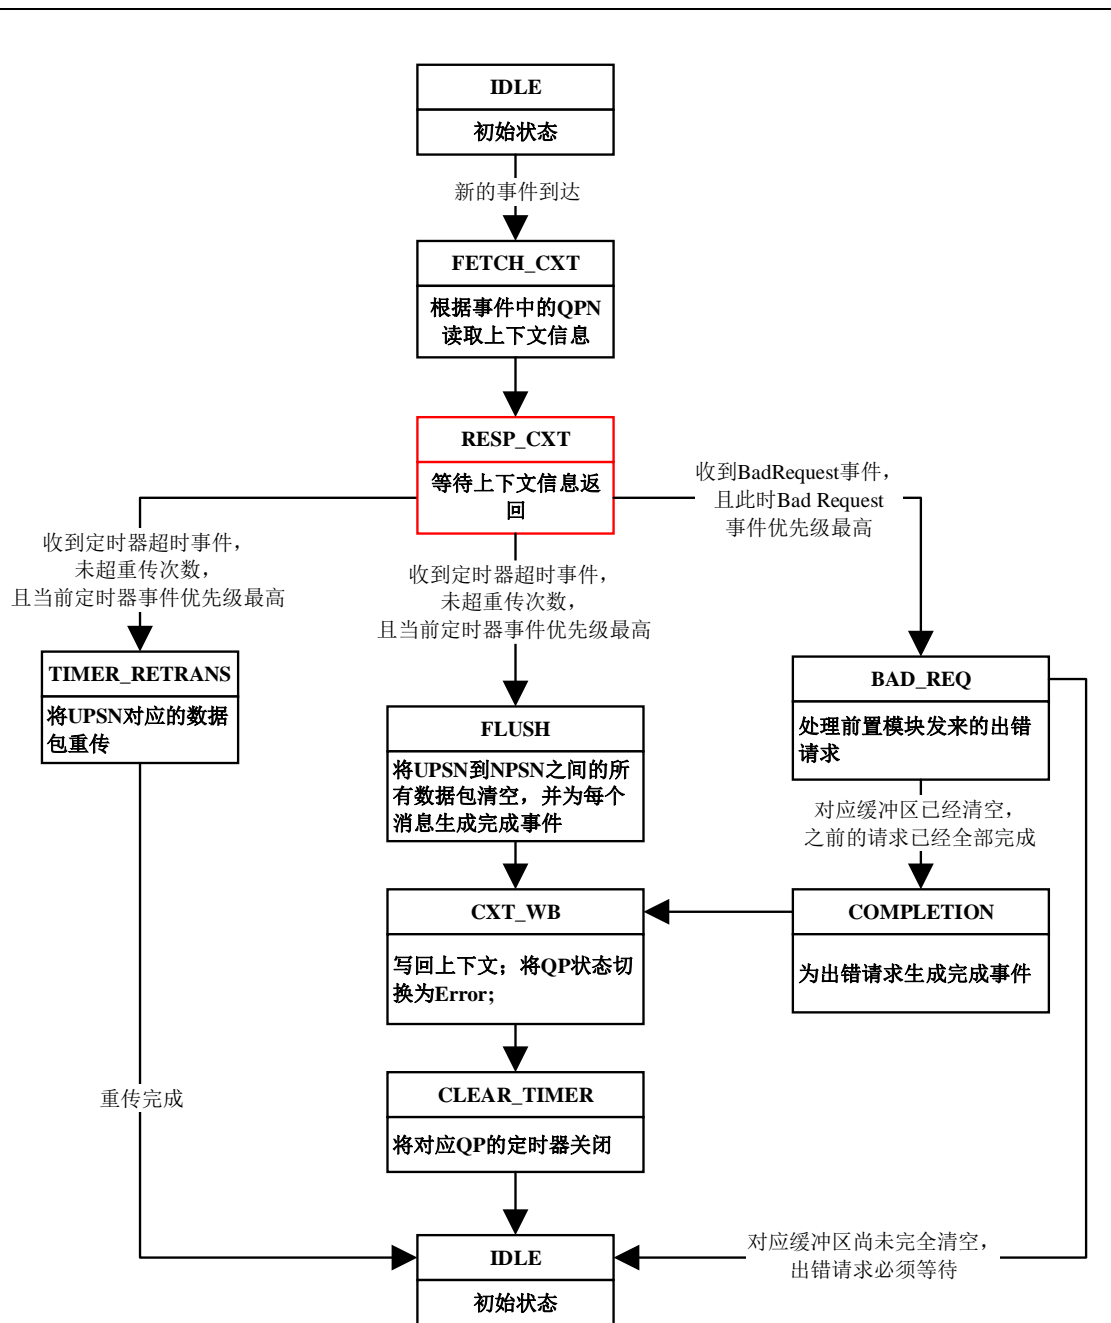 IDLE
初始状态
新的事件到达
FETCH_CXT
根据事件中的QPN
读取上下文信息
RESP_CXT
等待上下文信息返
回
收到BadRequest事件，
且此时Bad Request
事件优先级最高
收到定时器超时事件，
未超重传次数，
且当前定时器事件优先级最高
收到定时器超时事件，
未超重传次数，
且当前定时器事件优先级最高
TIMER_RETRANS
将UPSN对应的数据
包重传
FLUSH
将UPSN到NPSN之间的所
有数据包清空，并为每个
消息生成完成事件
BAD_REQ
处理前置模块发来的出错
请求
对应缓冲区已经清空，
之前的请求已经全部完成
CXT_WB
写回上下文；将QP状态切
换为Error;
COMPLETION
为出错请求生成完成事件
CLEAR_TIMER
将对应QP的定时器关闭
重传完成
对应缓冲区尚未完全清空，
出错请求必须等待
IDLE
初始状态